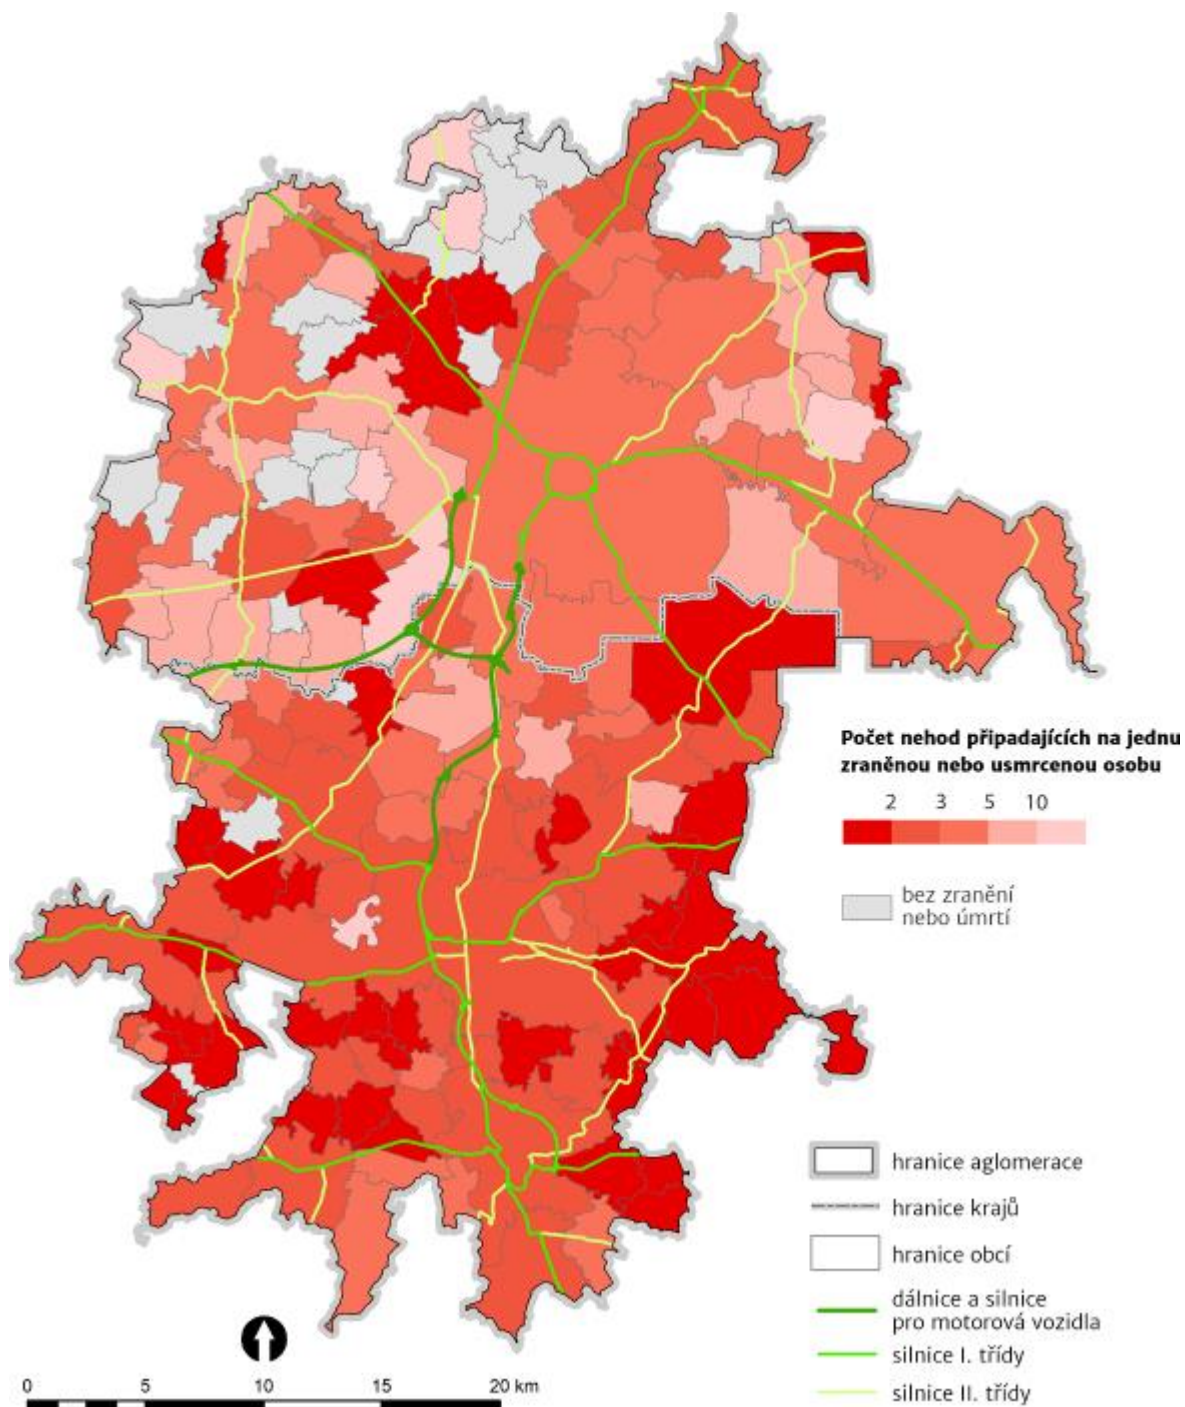 Počet nehod připadajících na jednu
zraněnou nebo usmrcenou osobu
2 3 5 10
bez zranění
nebo úmrtí
hranice aglomerace
hranice krajů
hranice obcí
dálnice a silnice
pro motorová vozidla
silnice I. třídy
silnice II. třídy
0 5 10 15 20 km